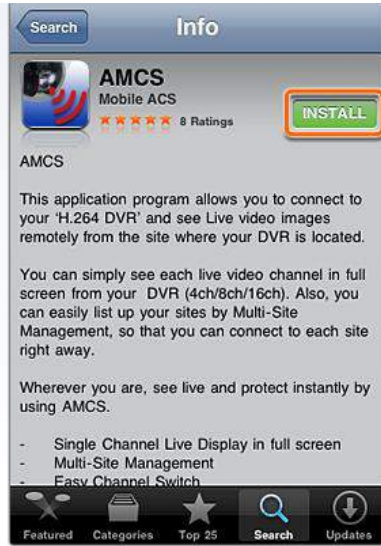 Search
Info
AMCS
Mobile ACS
8 Ratings
INSTALL
AMCS
This application program allows you to connect to
your 'H.264 DVR' and see Live video images
remotely from the site where your DVR is located.
You can simply see each live video channel in full
screen from your DVR (4ch/8ch/16ch). Also, you
can easily list up your sites by Multi-Site
Management, so that you can connect to each site
right away.
Wherever you are, see live and protect instantly by
using AMCS.
- Single Channel Live Display in full screen
- Multi-Site Management
- Easy Channel Switch
Featured Categories Top 25 Search Updates